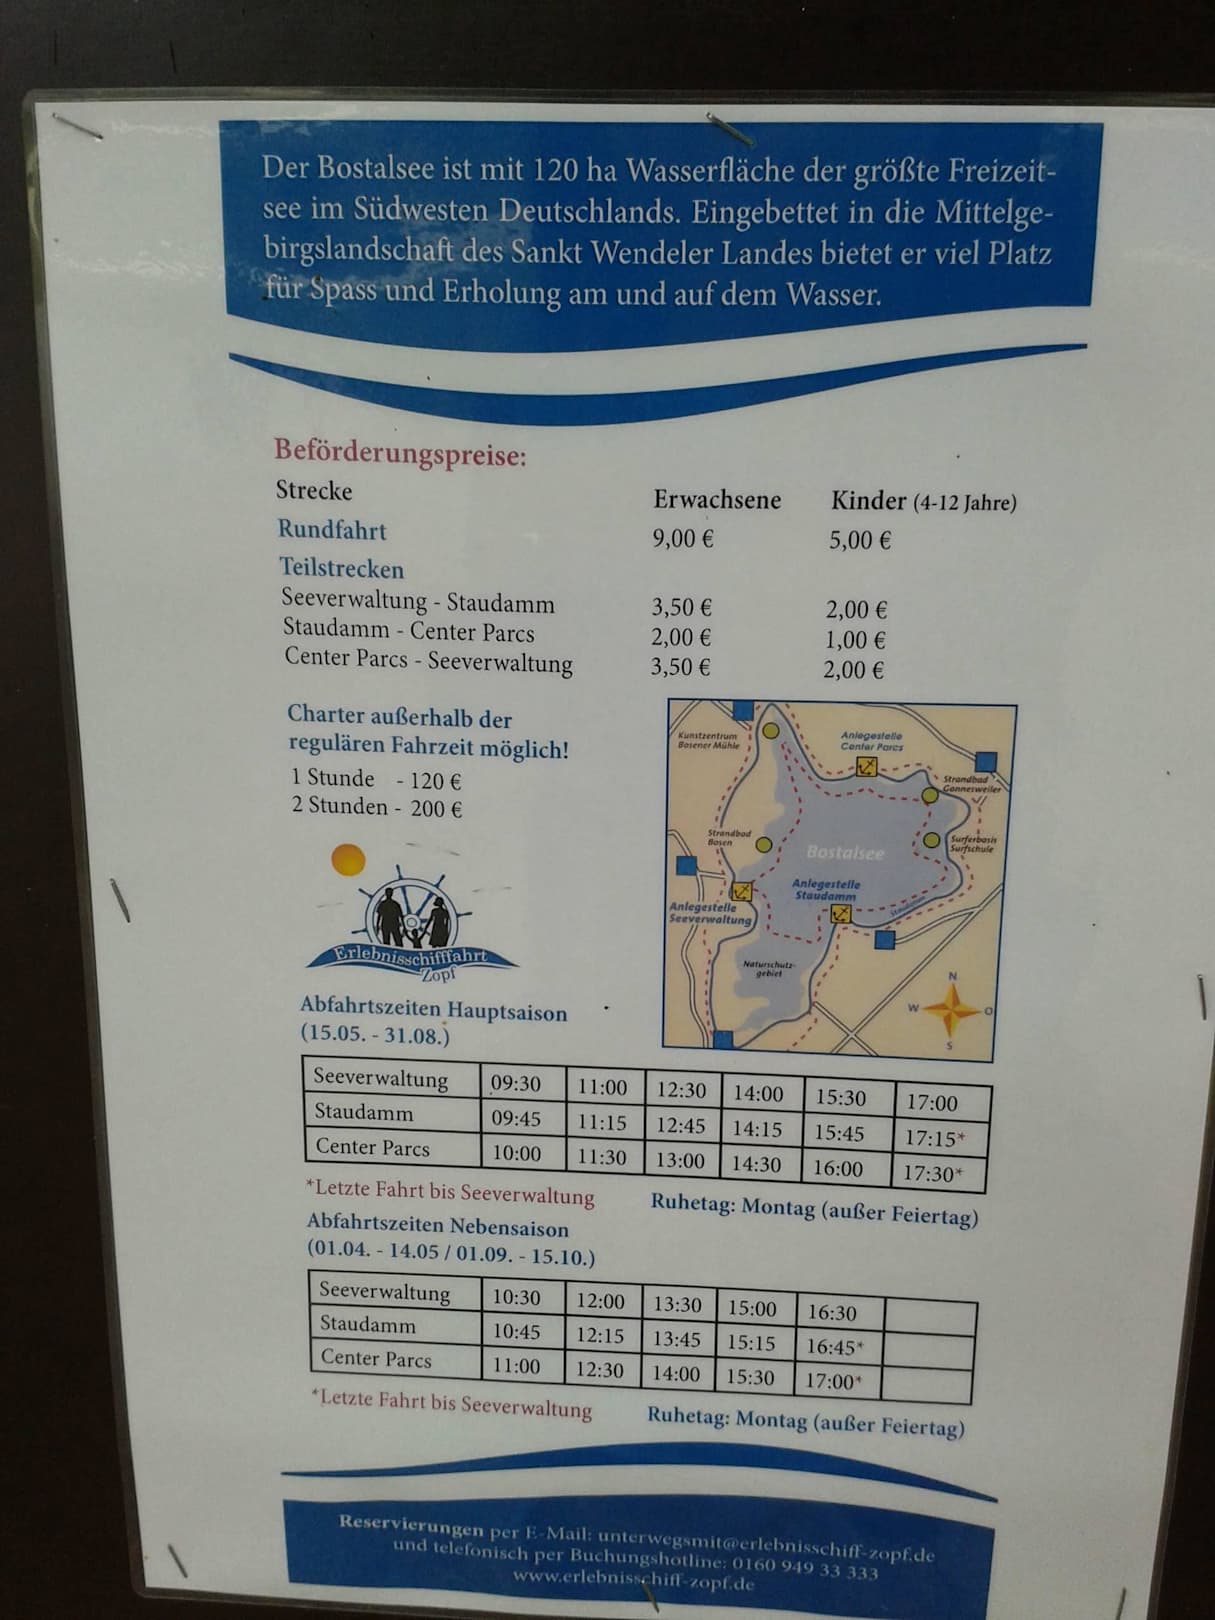 Der Bostalsee ist mit 120 ha Wasserfläche der größte Freizeit-
see im Südwesten Deutschlands. Eingebettet in die Mittelge-
birgslandschaft des Sankt Wendeler Landes bietet er viel Platz
für Spass und Erholung am und auf dem Wasser.
Beförderungspreise:
Strecke Erwachsene Kinder (4-12 Jahre)
Rundfahrt 9,00 € 5,00 €
Teilstrecken
Seeverwaltung - Staudamm 3,50 € 2,00 €
Staudamm - Center Parcs 2,00 € 1,00 €
Center Parcs - Seeverwaltung 3,50 € 2,00 €
Charter außerhalb der
regulären Fahrzeit möglich!
1 Stunde - 120 €
2 Stunden - 200 €
Erlebnisschifffahrt
Zopf
Kunstzentrum
Bosener Mühle
Anlegestelle
Center Parcs
Strandbad
Gonnesweiler
Strandbad
Bosen
Bostalsee
Surferbasis
Surfschule
Anlegestelle
Staudamm
Anlegestelle
Seeverwaltung
Staudamm
Naturschutz-
gebiet
N
W O
S
Abfahrtszeiten Hauptsaison
(15.05. - 31.08.)
Seeverwaltung 09:30 11:00 12:30 14:00 15:30 17:00
Staudamm 09:45 11:15 12:45 14:15 15:45 17:15*
Center Parcs 10:00 11:30 13:00 14:30 16:00 17:30*
*Letzte Fahrt bis Seeverwaltung Ruhetag: Montag (außer Feiertag)
Abfahrtszeiten Nebensaison
(01.04. - 14.05 / 01.09. - 15.10.)
Seeverwaltung 10:30 12:00 13:30 15:00 16:30
Staudamm 10:45 12:15 13:45 15:15 16:45*
Center Parcs 11:00 12:30 14:00 15:30 17:00*
*Letzte Fahrt bis Seeverwaltung Ruhetag: Montag (außer Feiertag)
Reservierungen per E-Mail: unterwegsmit@erlebnisschiff-zopf.de
und telefonisch per Buchungshotline: 0160 949 33 333
www.erlebnisschiff-zopf.de